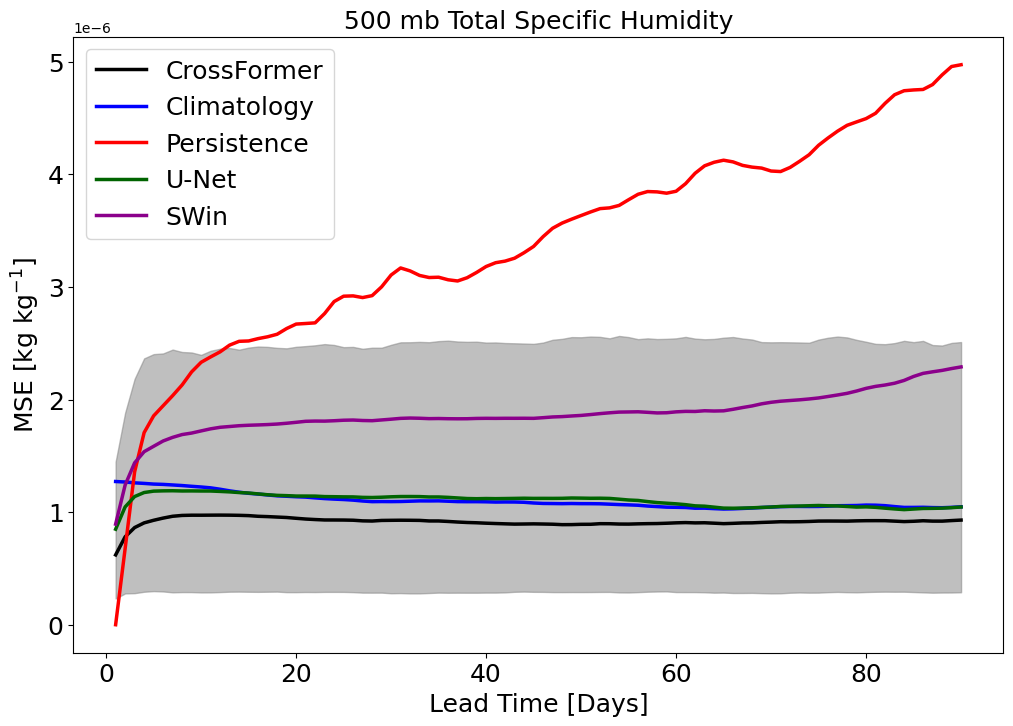 500 mb Total Specific Humidity
1e−6
CrossFormer
Climatology
Persistence
U-Net
SWin
5
4
3
2
1
0
MSE [kg kg⁻¹]
0 20 40 60 80
Lead Time [Days]